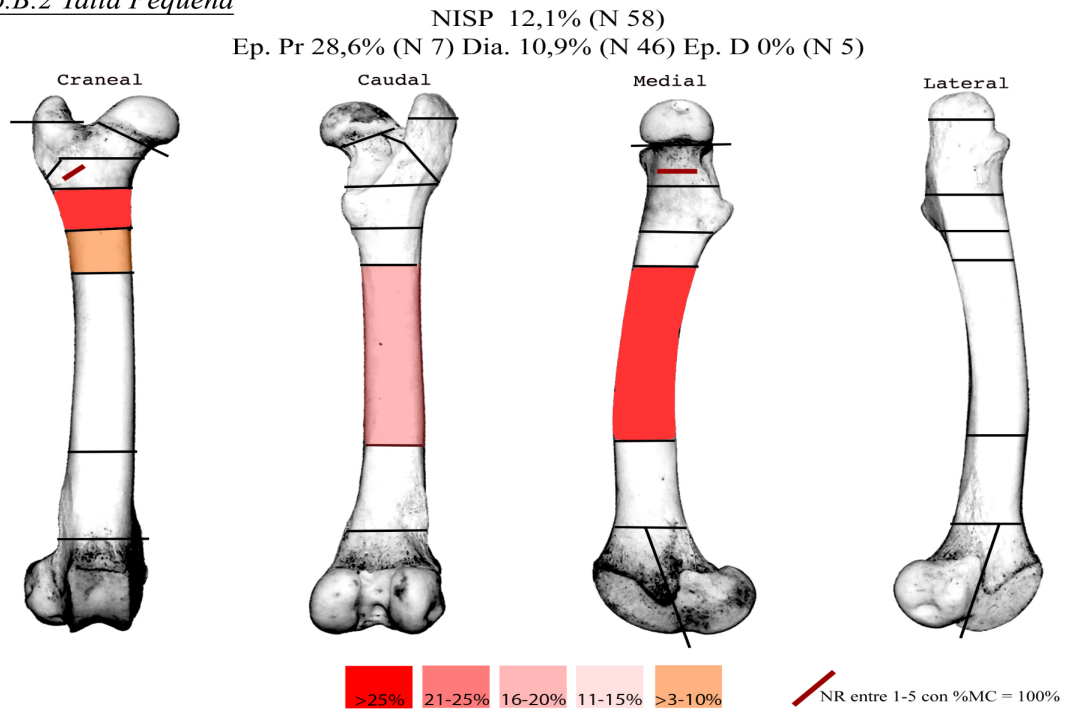 .B.2 Talla Pequeña
NISP 12,1% (N 58)
Ep. Pr 28,6% (N 7) Dia. 10,9% (N 46) Ep. D 0% (N 5)
Craneal Caudal Medial Lateral
>25% 21-25% 16-20% 11-15% >3-10%
NR entre 1-5 con %MC = 100%